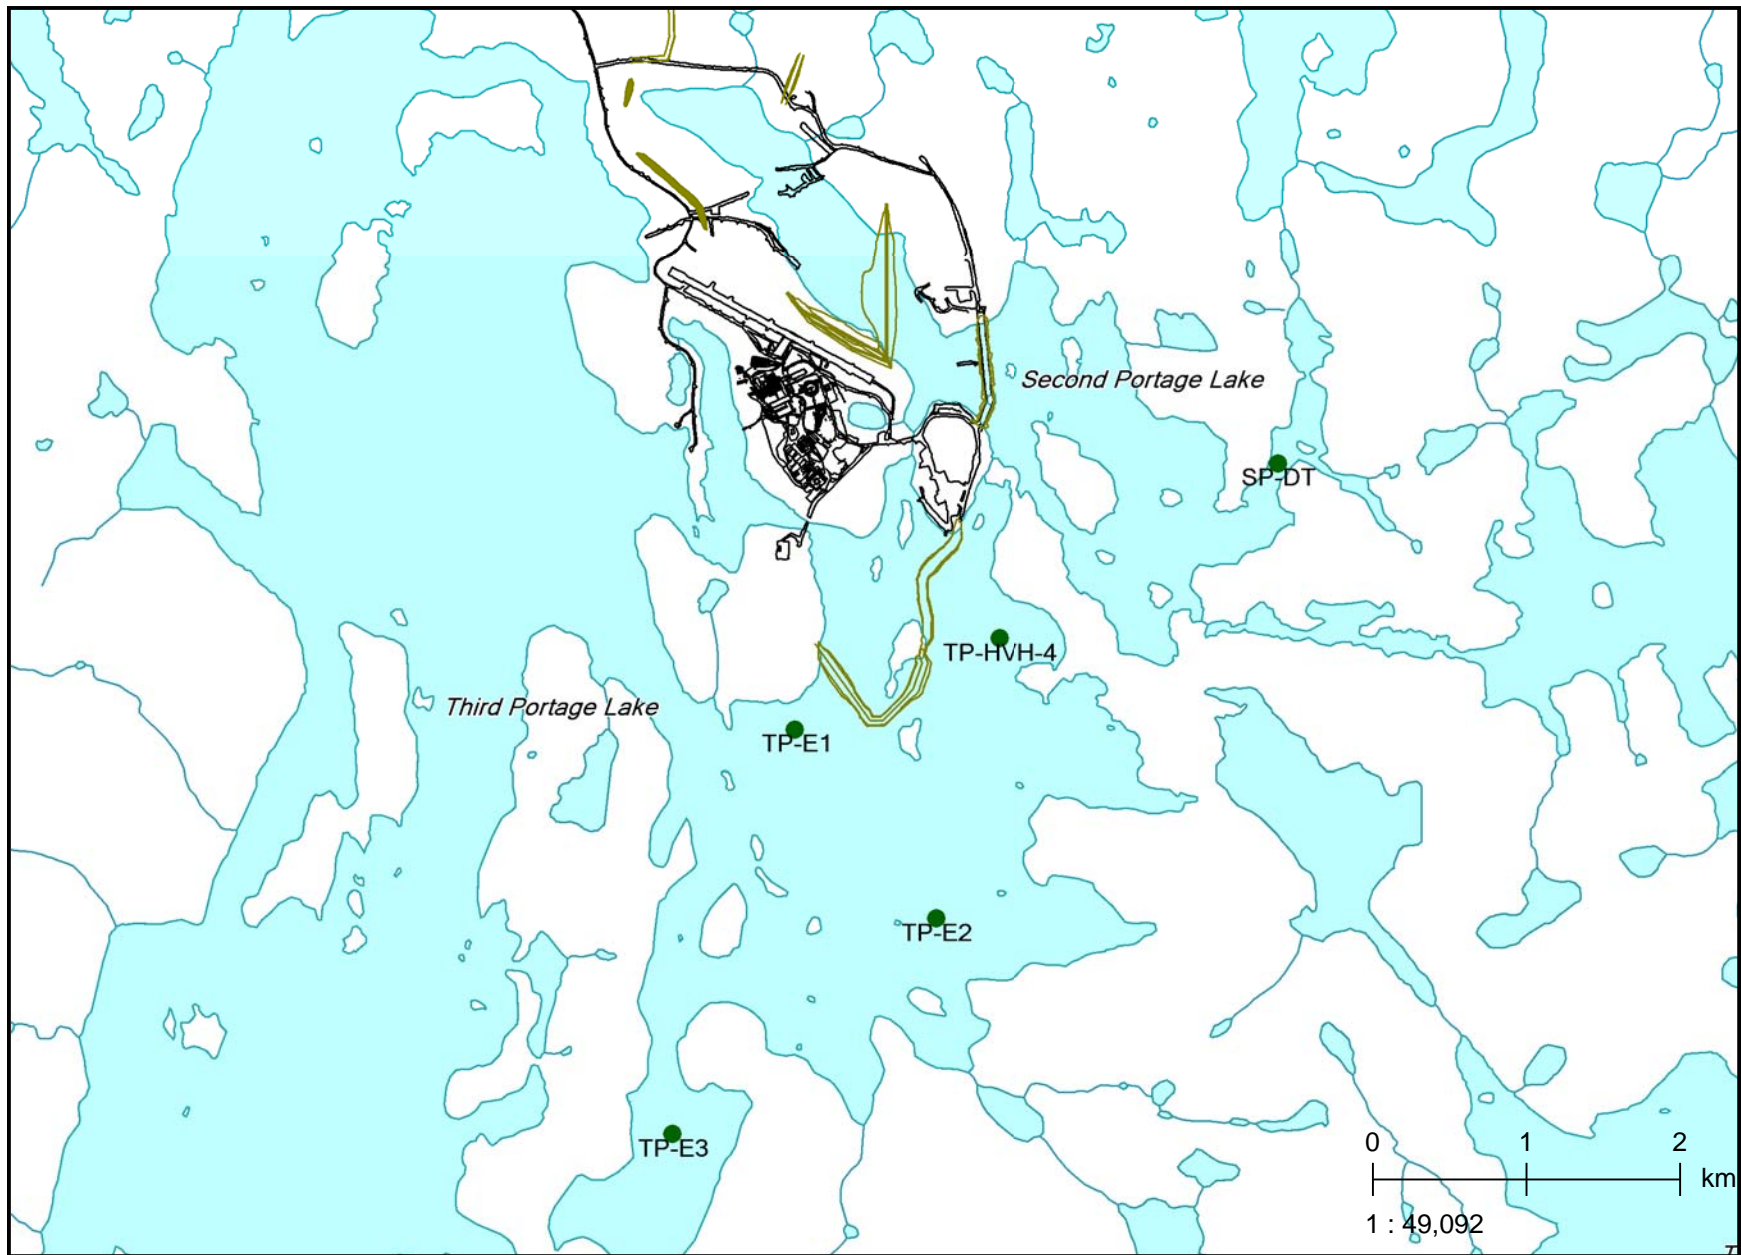 Second Portage Lake
SP-DT
TP-HVH-4
Third Portage Lake
TP-E1
TP-E2
TP-E3
0 1 2
km
1 : 49,092